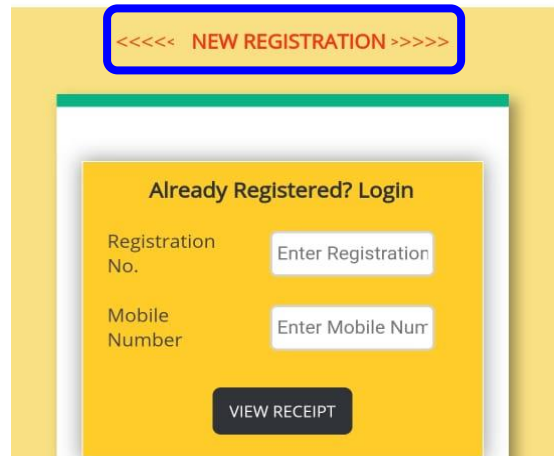 <<<<< NEW REGISTRATION >>>>>
Already Registered? Login
Registration
No.
Enter Registration
Mobile
Number
Enter Mobile Num
VIEW RECEIPT